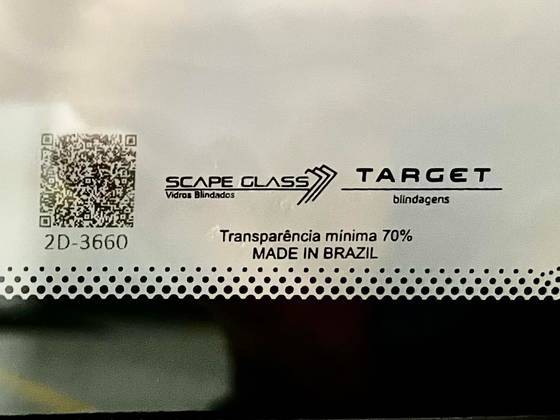 SCAPE GLASS
Vidros Blindados
TARGET
blindagens
2D-3660
Transparência mínima 70%
MADE IN BRAZIL